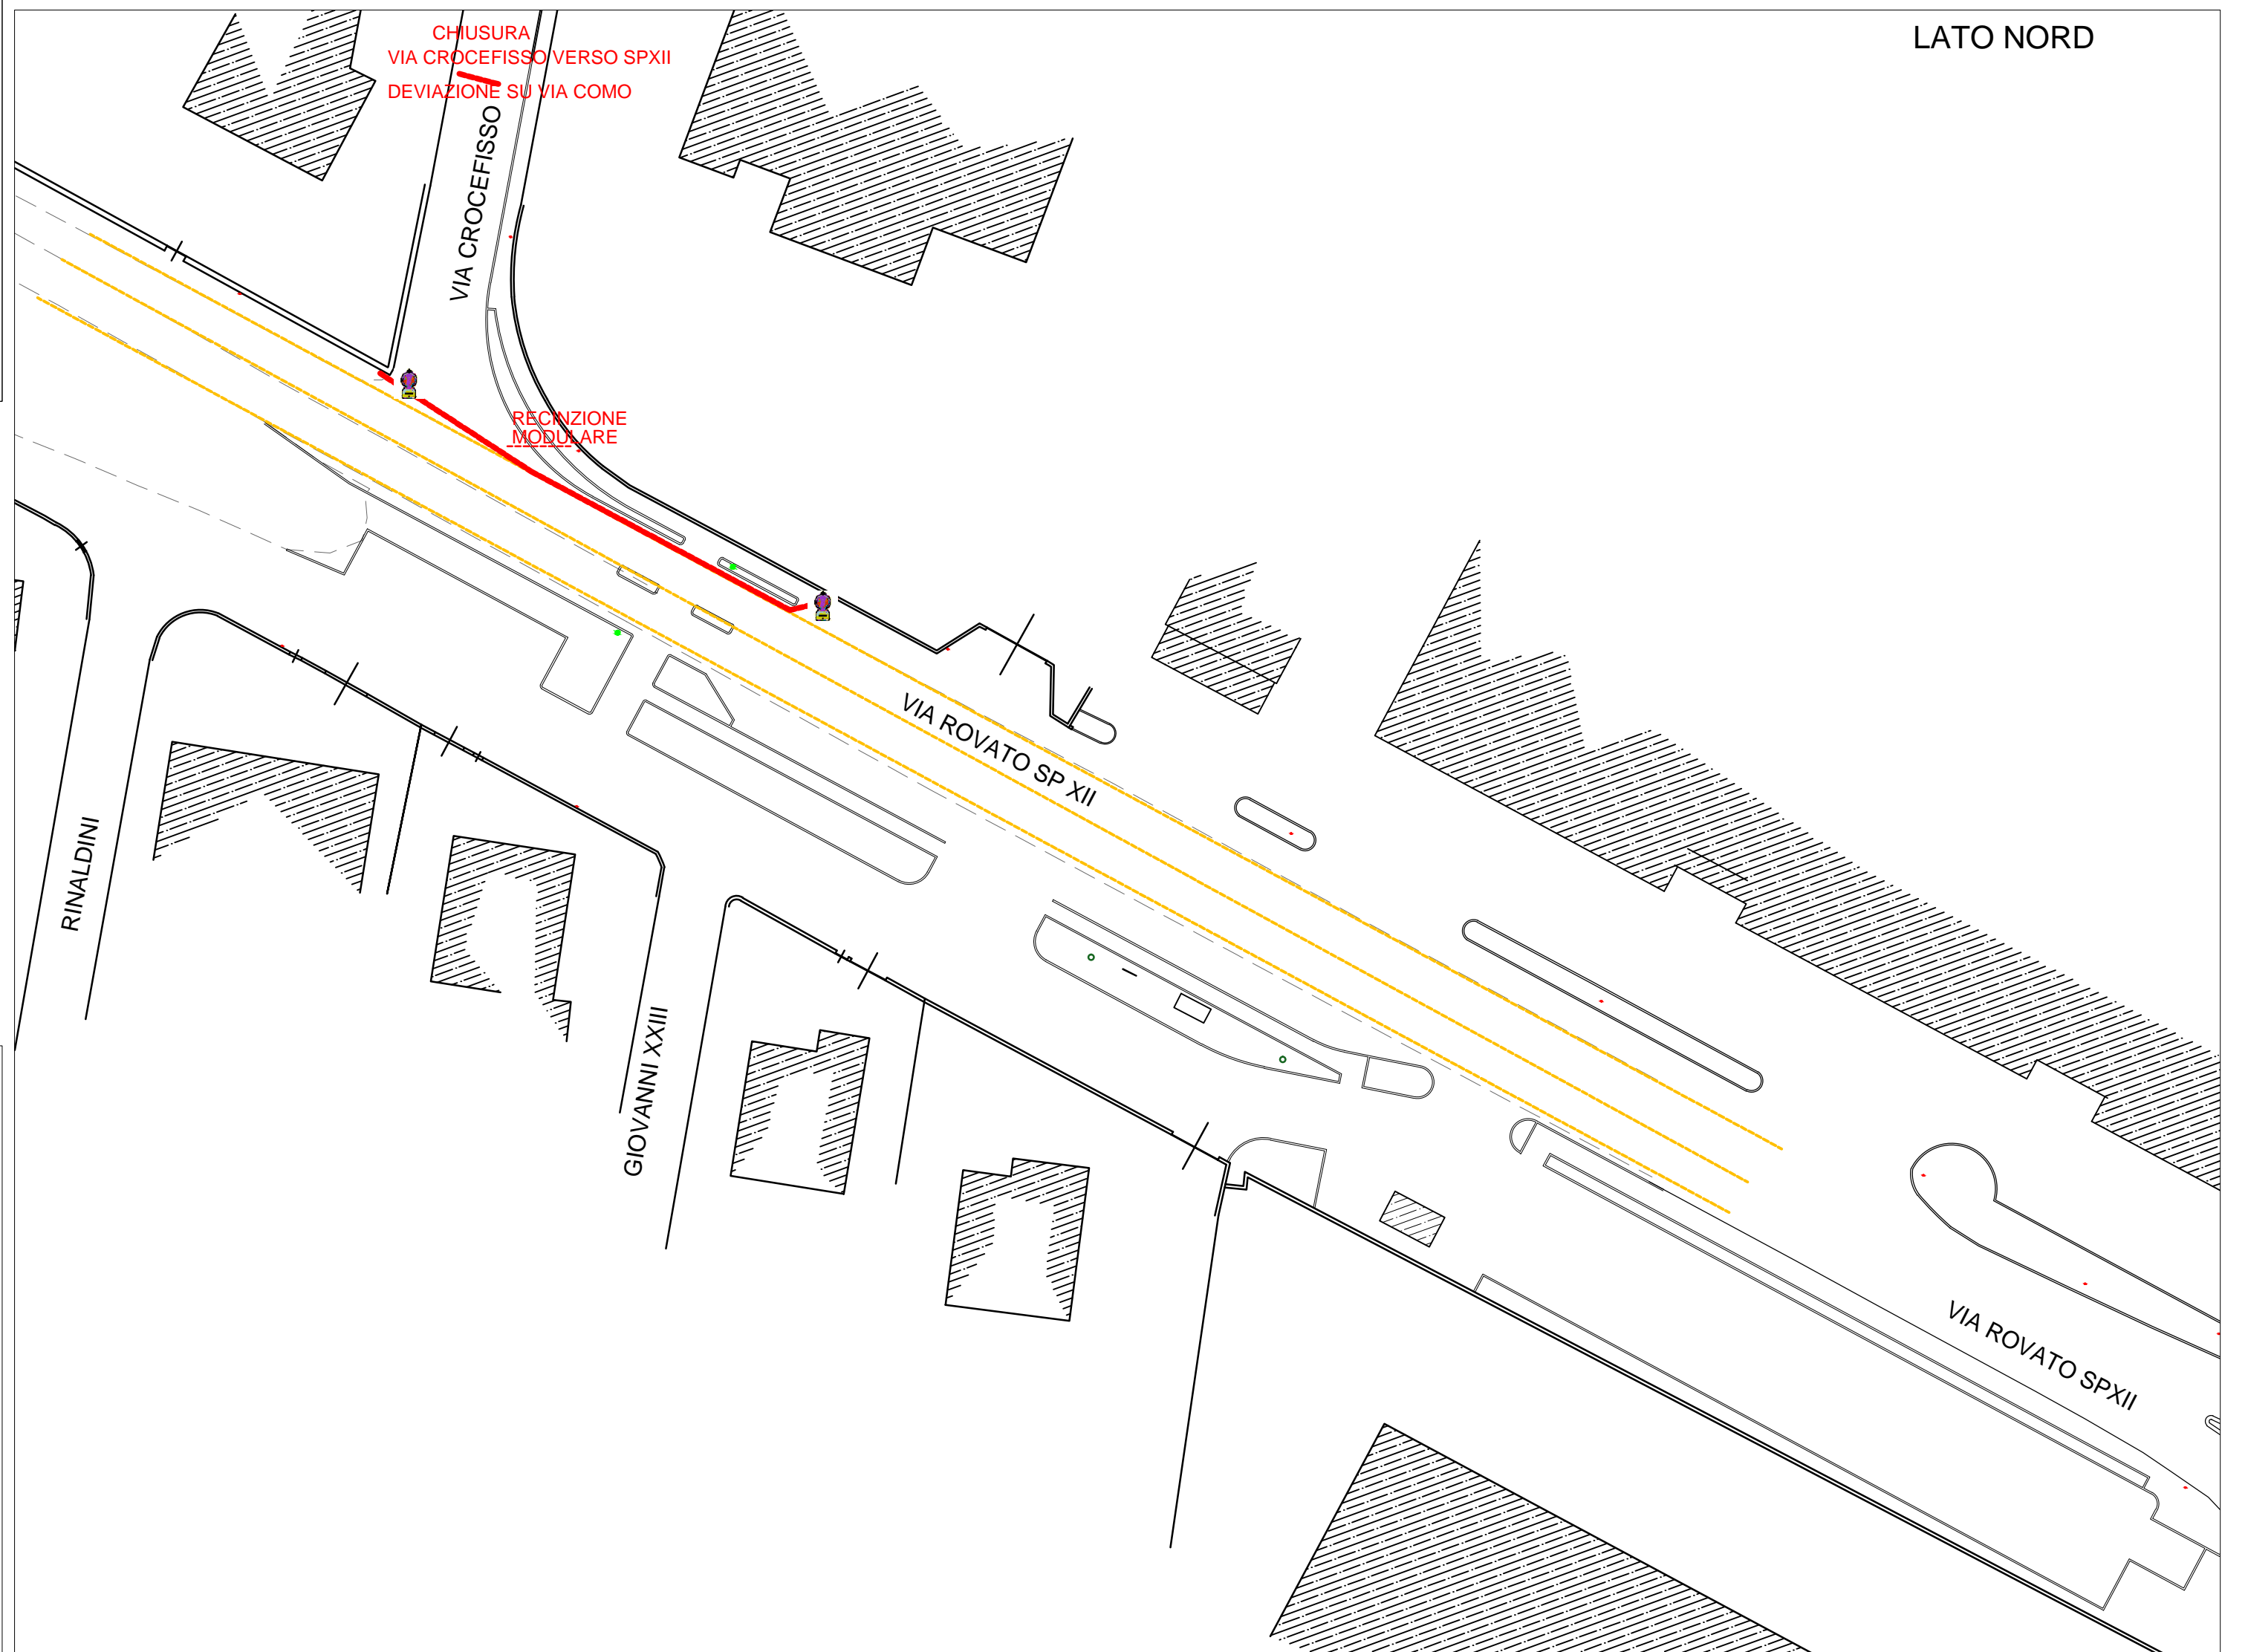 LATO NORD
CHIUSURA
VIA CROCEFISSO VERSO SPXII
DEVIAZIONE SU VIA COMO
VIA CROCEFISSO
RECINZIONE
MODULARE
VIA ROVATO SP XII
RINALDINI
GIOVANNI XXIII
VIA ROVATO SPXII